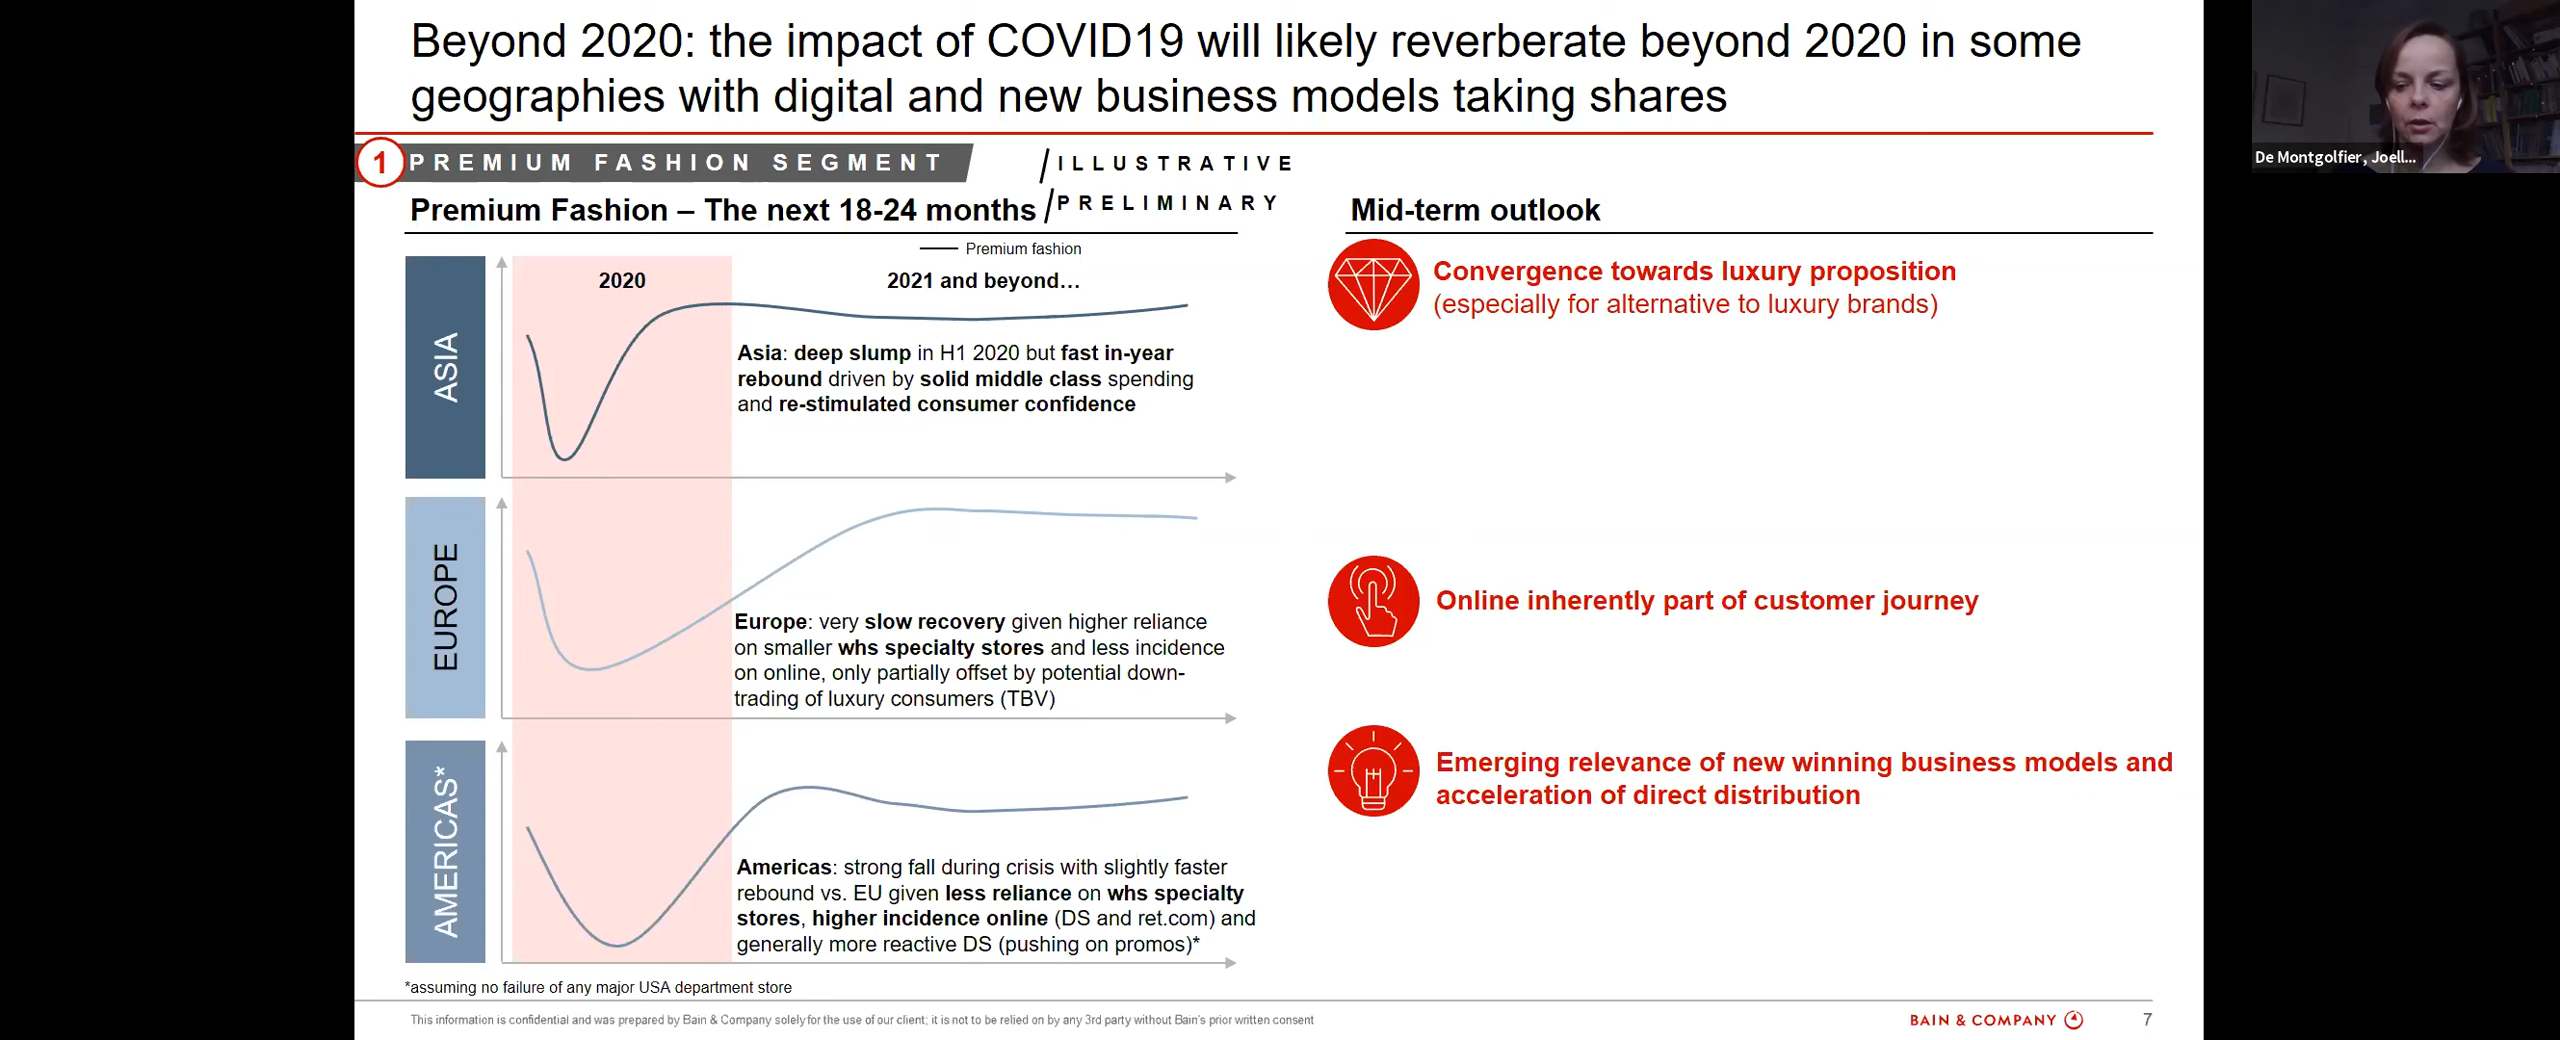 Beyond 2020: the impact of COVID19 will likely reverberate beyond 2020 in some
geographies with digital and new business models taking shares
De Montgolfier, Joell...
1 PREMIUM FASHION SEGMENT
ILLUSTRATIVE
PRELIMINARY
Premium Fashion – The next 18-24 months
Premium fashion
2020
2021 and beyond...
ASIA
Asia: deep slump in H1 2020 but fast in-year
rebound driven by solid middle class spending
and re-stimulated consumer confidence
EUROPE
Europe: very slow recovery given higher reliance
on smaller whs specialty stores and less incidence
on online, only partially offset by potential down-
trading of luxury consumers (TBV)
AMERICAS*
Americas: strong fall during crisis with slightly faster
rebound vs. EU given less reliance on whs specialty
stores, higher incidence online (DS and ret.com) and
generally more reactive DS (pushing on promos)*
*assuming no failure of any major USA department store
Mid-term outlook
Convergence towards luxury proposition
(especially for alternative to luxury brands)
Online inherently part of customer journey
Emerging relevance of new winning business models and
acceleration of direct distribution
This information is confidential and was prepared by Bain & Company solely for the use of our client; it is not to be relied on by any 3rd party without Bain's prior written consent
BAIN & COMPANY
7